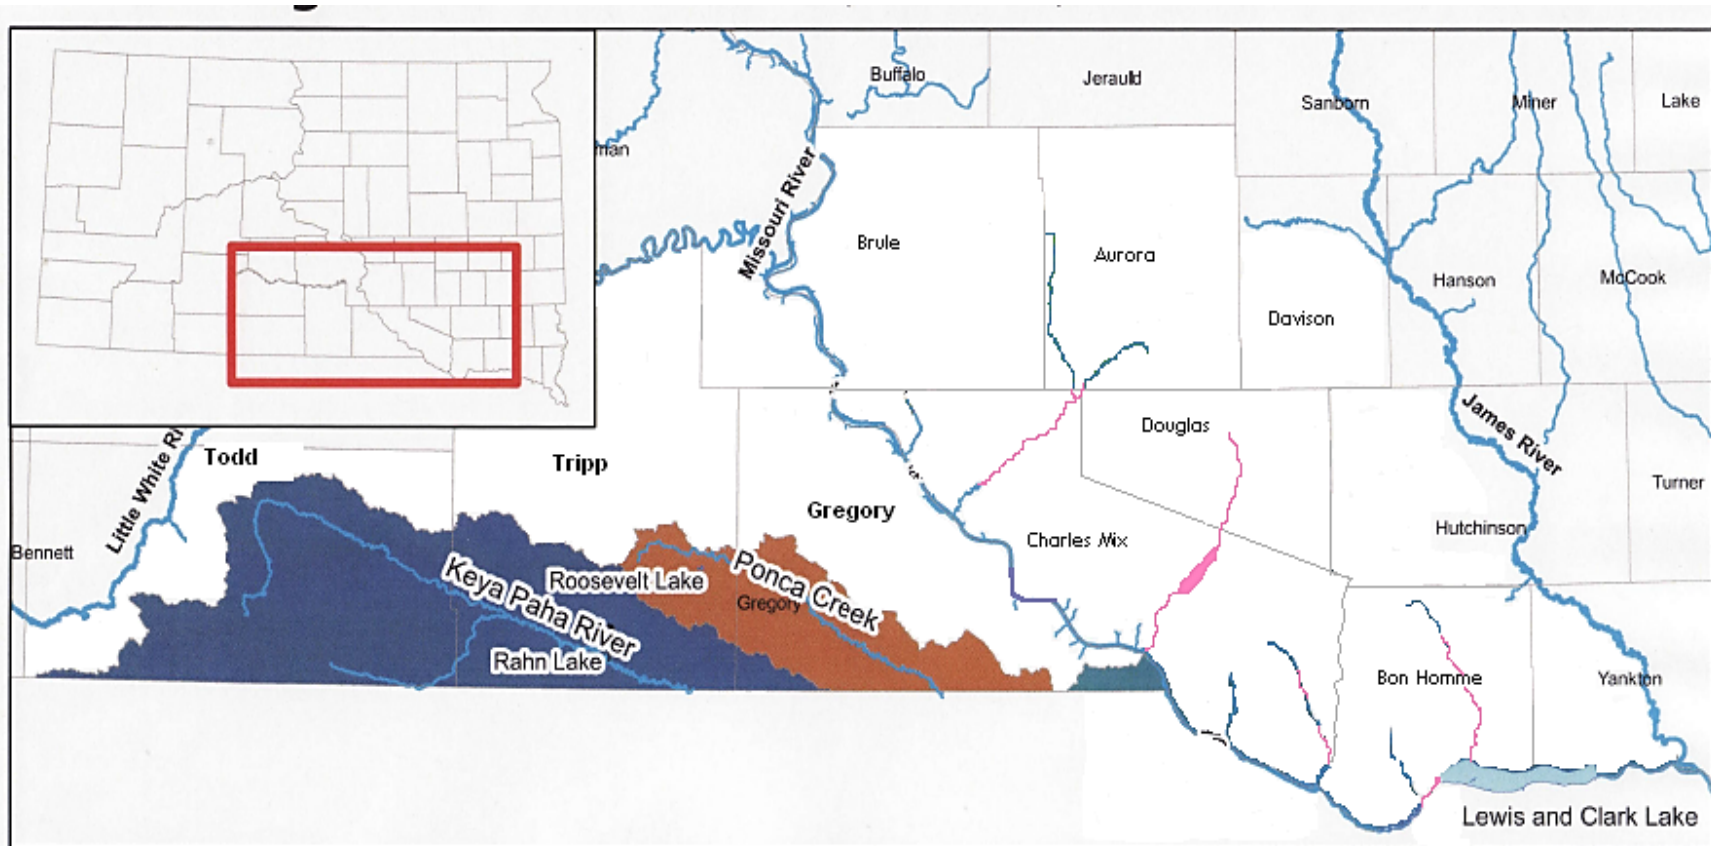 Buffalo
Jerauld
Sanborn
Miner
Lake
man
Missouri River
Brule
Aurora
Hanson
McCook
Davison
James River
Little White Ri
Todd
Tripp
Gregory
Douglas
Turner
Hutchinson
Bennett
Charles Mix
Keya Paha River
Roosevelt Lake
Ponca Creek
Gregory
Rahn Lake
Bon Homme
Yankton
Lewis and Clark Lake